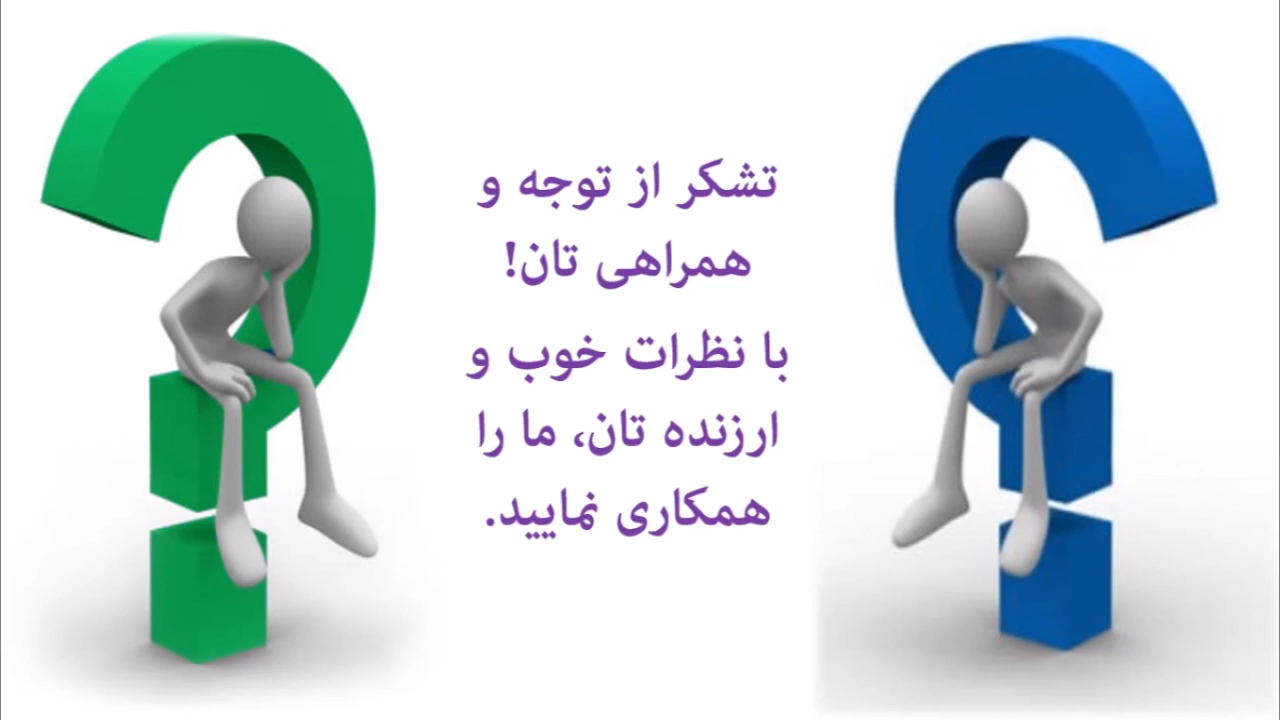 تشکر از توجه و
همراهی تان!
با نظرات خوب و
ارزنده تان، ما را
همکاری نمایید.